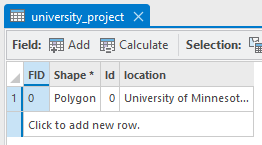 university_project
Field: Add Calculate Selection:
FID Shape * Id location
1 0 Polygon 0 University of Minnesot...
Click to add new row.